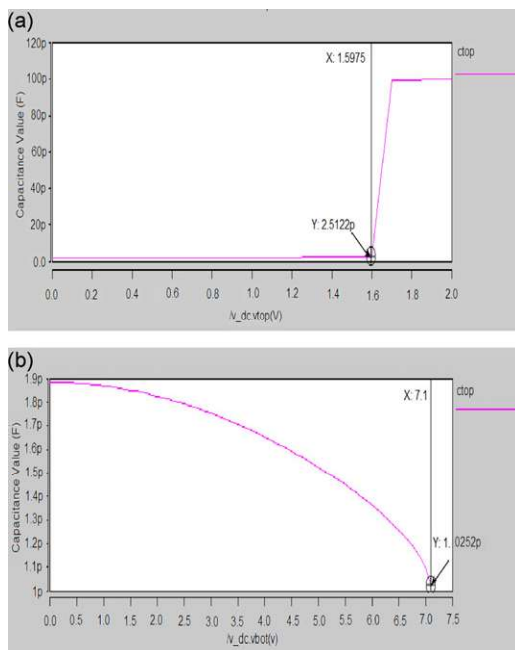 (a)
120p
100p
80p
60p
40p
20p
0.0
Capacitance Value (F)
X: 1.5975
Y: 2.5122p
ctop
0.0 0.2 0.4 0.6 0.8 1.0 1.2 1.4 1.6 1.8 2.0
/v_dc.vtop(V)
(b)
1.9p
1.8p
1.7p
1.6p
1.5p
1.4p
1.3p
1.2p
1.1p
1p
Capacitance Value (F)
X: 7.1
Y: 1.0252p
ctop
0.0 0.5 1.0 1.5 2.0 2.5 3.0 3.5 4.0 4.5 5.0 5.5 6.0 6.5 7.0 7.5
/v_dc.vbot(v)